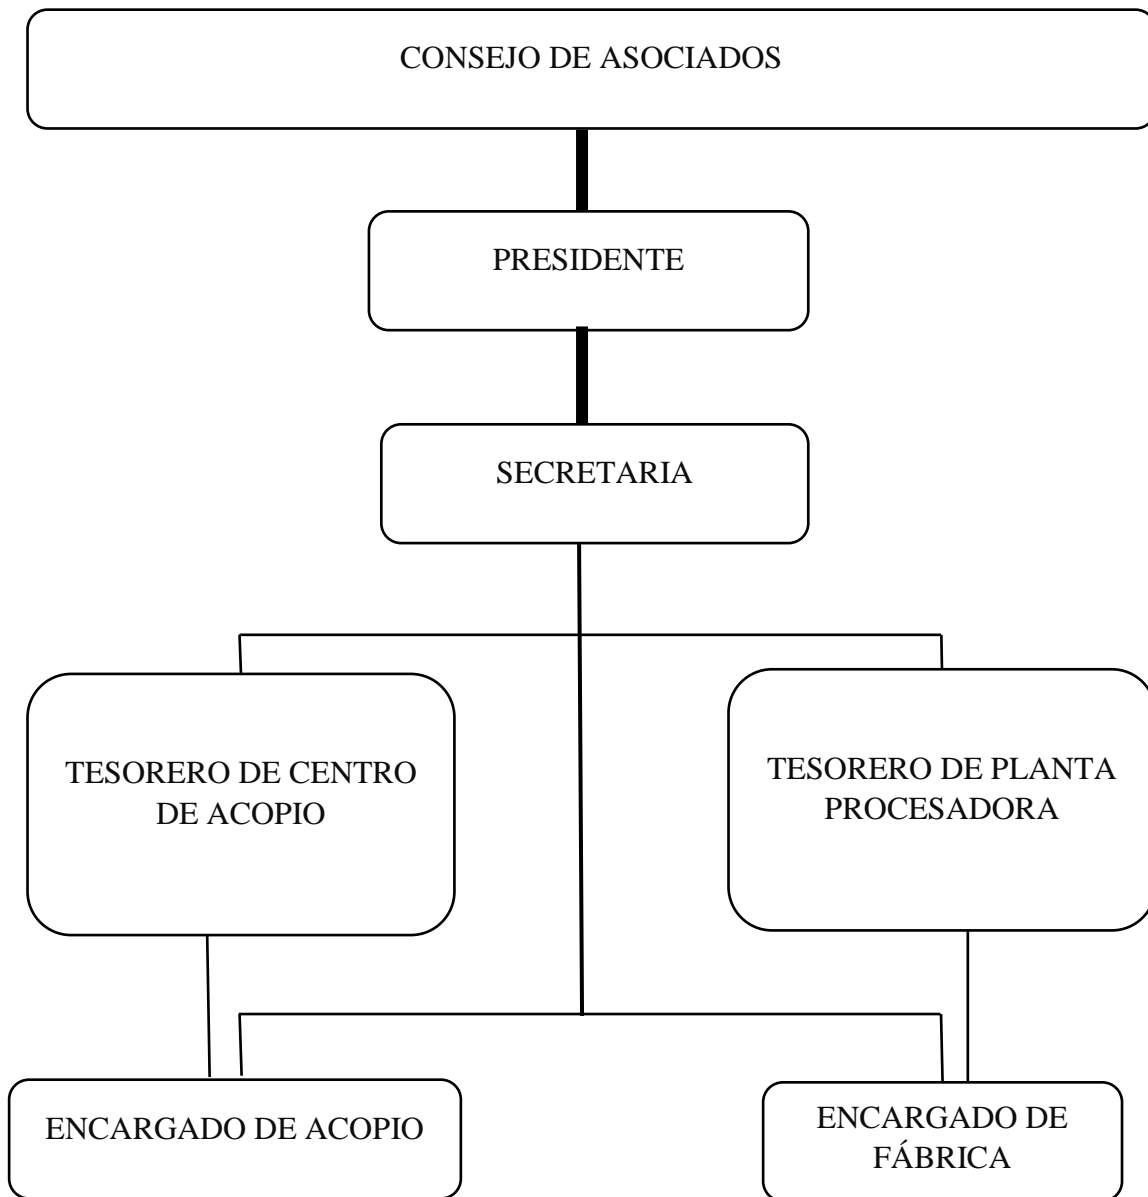 CONSEJO DE ASOCIADOS
PRESIDENTE
SECRETARIA
TESORERO DE CENTRO
DE ACOPIO
TESORERO DE PLANTA
PROCESADORA
ENCARGADO DE ACOPIO
ENCARGADO DE
FÁBRICA